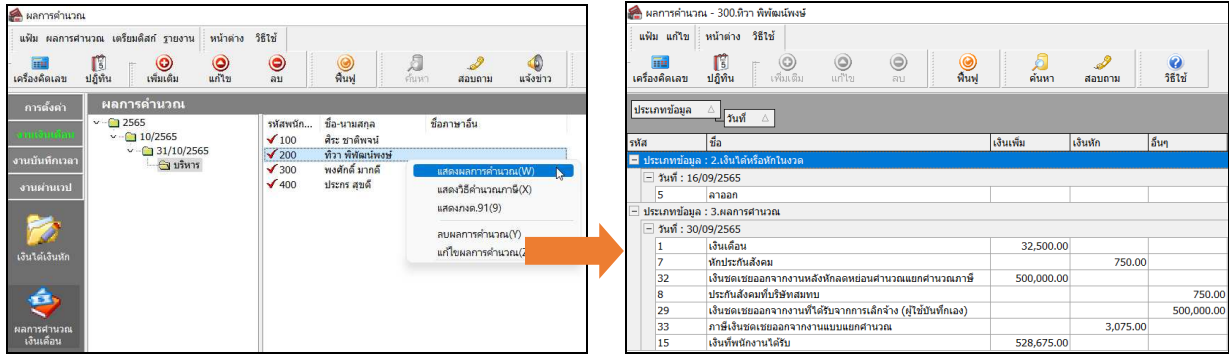 ผลการคำนวณ
แฟ้ม ผลการคำนวณ เตรียมดิสก์ รายงาน หน้าต่าง วิธีใช้
เครื่องคิดเลข ปฏิทิน เพิ่มเติม แก้ไข ลบ ฟื้นฟู ค้นหา สอบถาม แจ้งข่าว
การตั้งค่า
งานเงินเดือน
งานบันทึกเวลา
งานผ่านเวป
เงินได้เงินหัก
ผลการคำนวณ
เงินเดือน
ผลการคำนวณ
2565
10/2565
31/10/2565
บริหาร
รหัสพนัก... ชื่อ-นามสกุล ชื่อภาษาอื่น
100 ศิระ ชาติพจน์
200 ทิวา พิพัฒน์พงษ์
300 พงศักดิ์ มากดี
400 ประกร สุขดี
แสดงผลการคำนวณ(W)
แสดงวิธีคำนวณภาษี(X)
แสดงภงด.91(9)
ลบผลการคำนวณ(Y)
แก้ไขผลการคำนวณ(Z
ผลการคำนวณ - 300.ทิวา พิพัฒน์พงษ์
แฟ้ม แก้ไข หน้าต่าง วิธีใช้
เครื่องคิดเลข ปฏิทิน เพิ่มเติม แก้ไข ลบ ฟื้นฟู ค้นหา สอบถาม วิธีใช้
ประเภทข้อมูล
วันที่
รหัส ชื่อ เงินเพิ่ม เงินหัก อื่นๆ
ประเภทข้อมูล : 2.เงินได้หรือหักในงวด
วันที่ : 16/09/2565
5 ลาออก
ประเภทข้อมูล : 3.ผลการคำนวณ
วันที่ : 30/09/2565
1 เงินเดือน 32,500.00
7 หักประกันสังคม 750.00
32 เงินชดเชยออกจากงานหลังหักลดหย่อนคำนวณแยกคำนวณภาษี 500,000.00
8 ประกันสังคมที่บริษัทสมทบ 750.00
29 เงินชดเชยออกจากงานที่ได้รับจากการเลิกจ้าง (ผู้ใช้บันทึกเอง) 500,000.00
33 ภาษีเงินชดเชยออกจากงานแบบแยกคำนวณ 3,075.00
15 เงินที่พนักงานได้รับ 528,675.00